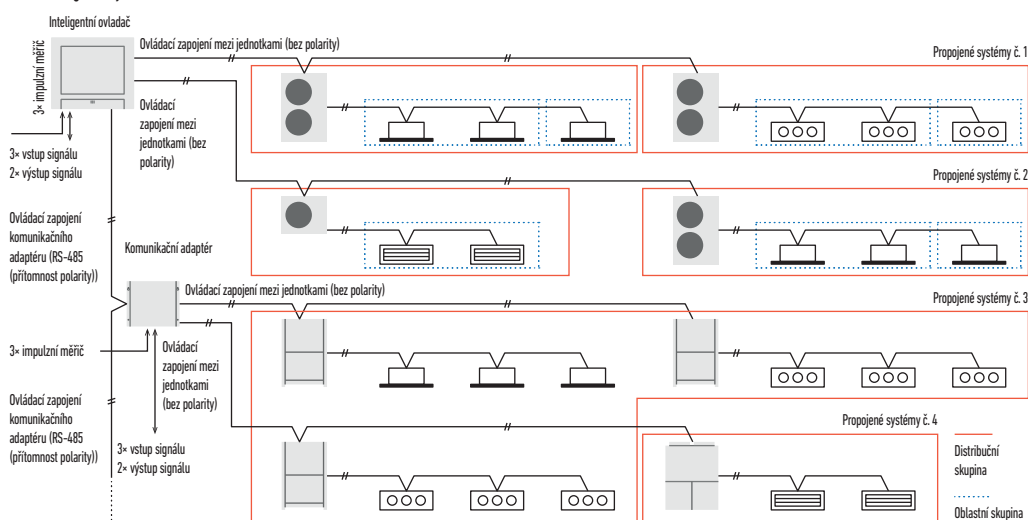 Inteligentní ovladač
3× impulzní měřič
Ovládací zapojení mezi jednotkami (bez polarity)
Propojené systémy č. 1
Ovládací
zapojení mezi
jednotkami (bez
polarity)
3× vstup signálu
2× výstup signálu
Propojené systémy č. 2
Ovládací zapojení
komunikačního
adaptéru (RS-485
(přítomnost polarity))
Komunikační adaptér
Ovládací zapojení mezi jednotkami (bez polarity)
Propojené systémy č. 3
3× impulzní měřič
Ovládací
zapojení mezi
jednotkami
(bez polarity)
Ovládací zapojení
komunikačního
adaptéru (RS-485
(přítomnost polarity))
3× vstup signálu
2× výstup signálu
Propojené systémy č. 4
Distribuční
skupina
Oblastní skupina